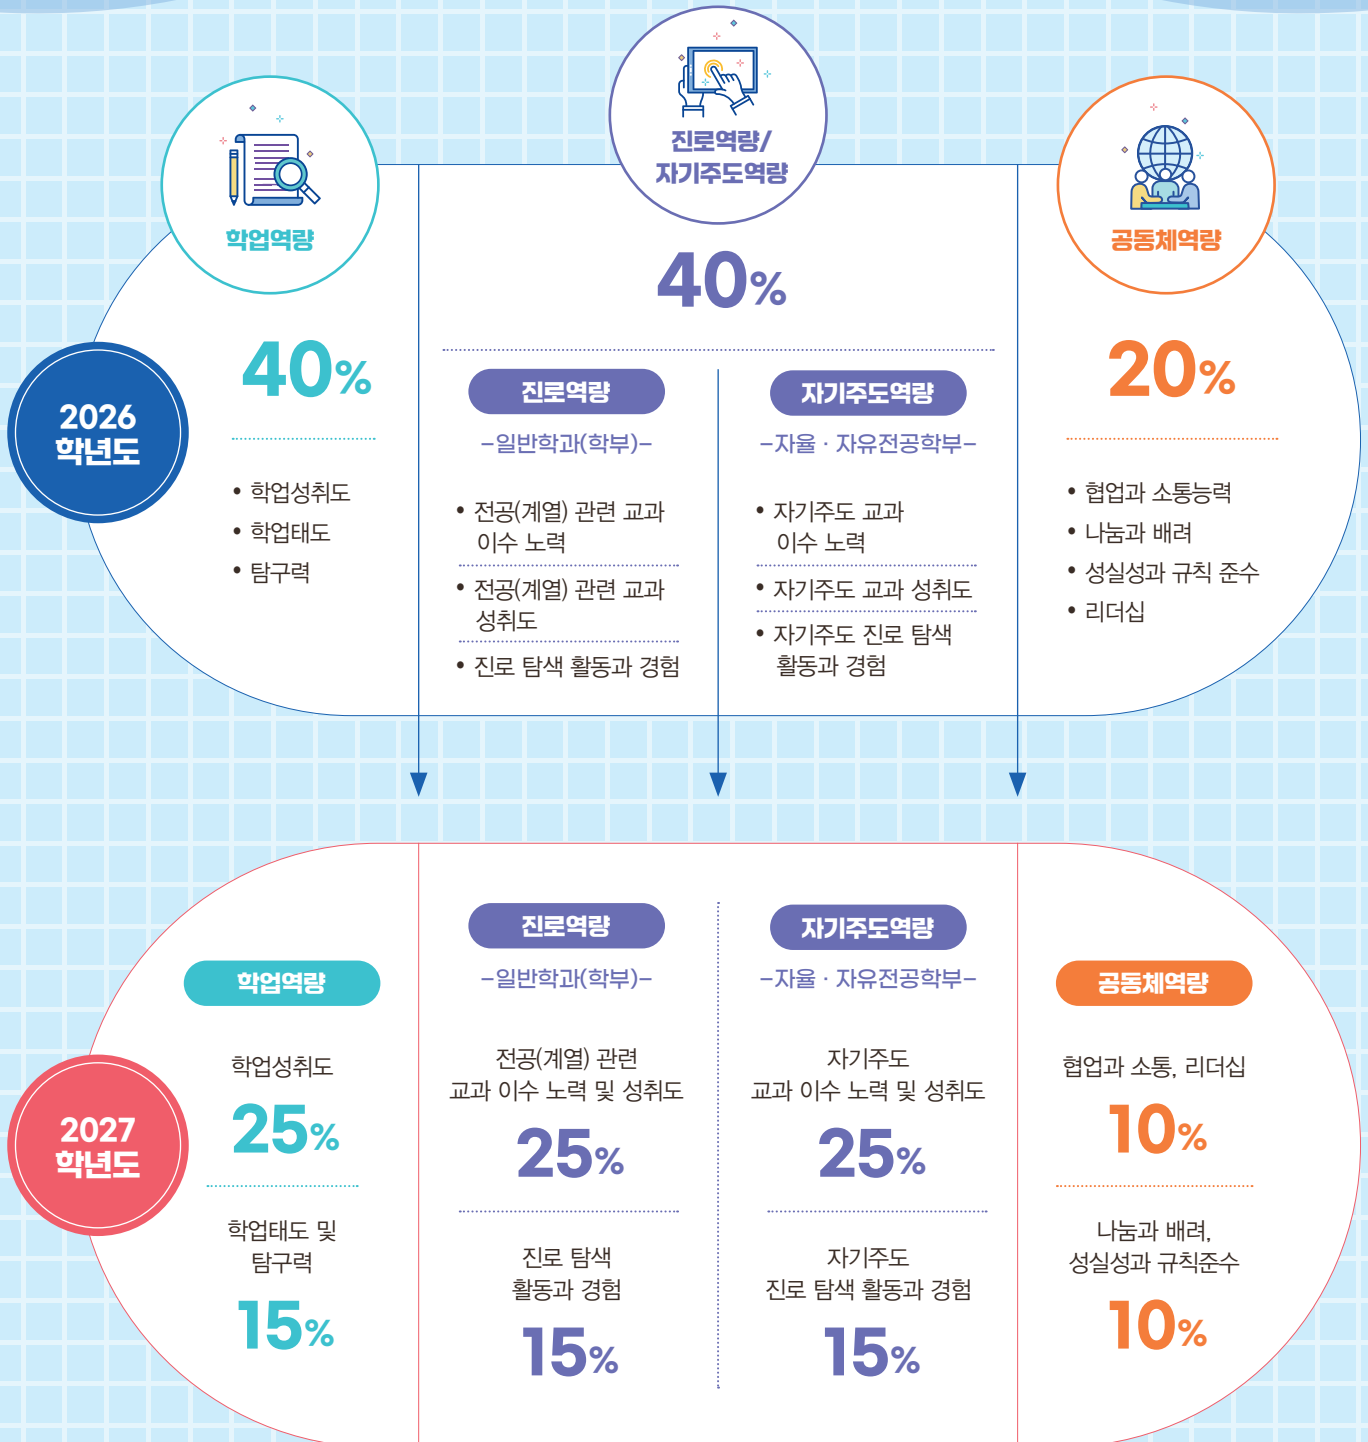 학업역량
진로역량/
자기주도역량
공동체역량
2026
학년도
40%
• 학업성취도
• 학업태도
• 탐구력
40%
진로역량
-일반학과(학부)-
• 전공(계열) 관련 교과
이수 노력
• 전공(계열) 관련 교과
성취도
• 진로 탐색 활동과 경험
자기주도역량
-자율 · 자유전공학부-
• 자기주도 교과
이수 노력
• 자기주도 교과 성취도
• 자기주도 진로 탐색
활동과 경험
20%
• 협업과 소통능력
• 나눔과 배려
• 성실성과 규칙 준수
• 리더십
2027
학년도
학업역량
학업성취도
25%
학업태도 및
탐구력
15%
진로역량
-일반학과(학부)-
전공(계열) 관련
교과 이수 노력 및 성취도
25%
진로 탐색
활동과 경험
15%
자기주도역량
-자율 · 자유전공학부-
자기주도
교과 이수 노력 및 성취도
25%
자기주도
진로 탐색 활동과 경험
15%
공동체역량
협업과 소통, 리더십
10%
나눔과 배려,
성실성과 규칙준수
10%